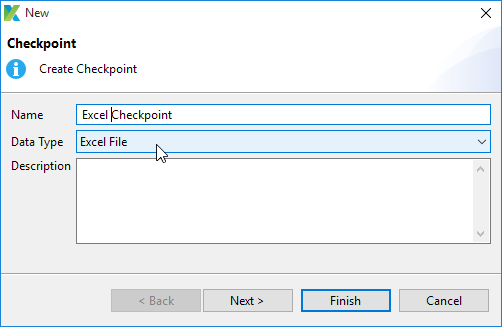 New
Checkpoint
Create Checkpoint
Name Excel Checkpoint
Data Type Excel File
Description
< Back Next > Finish Cancel